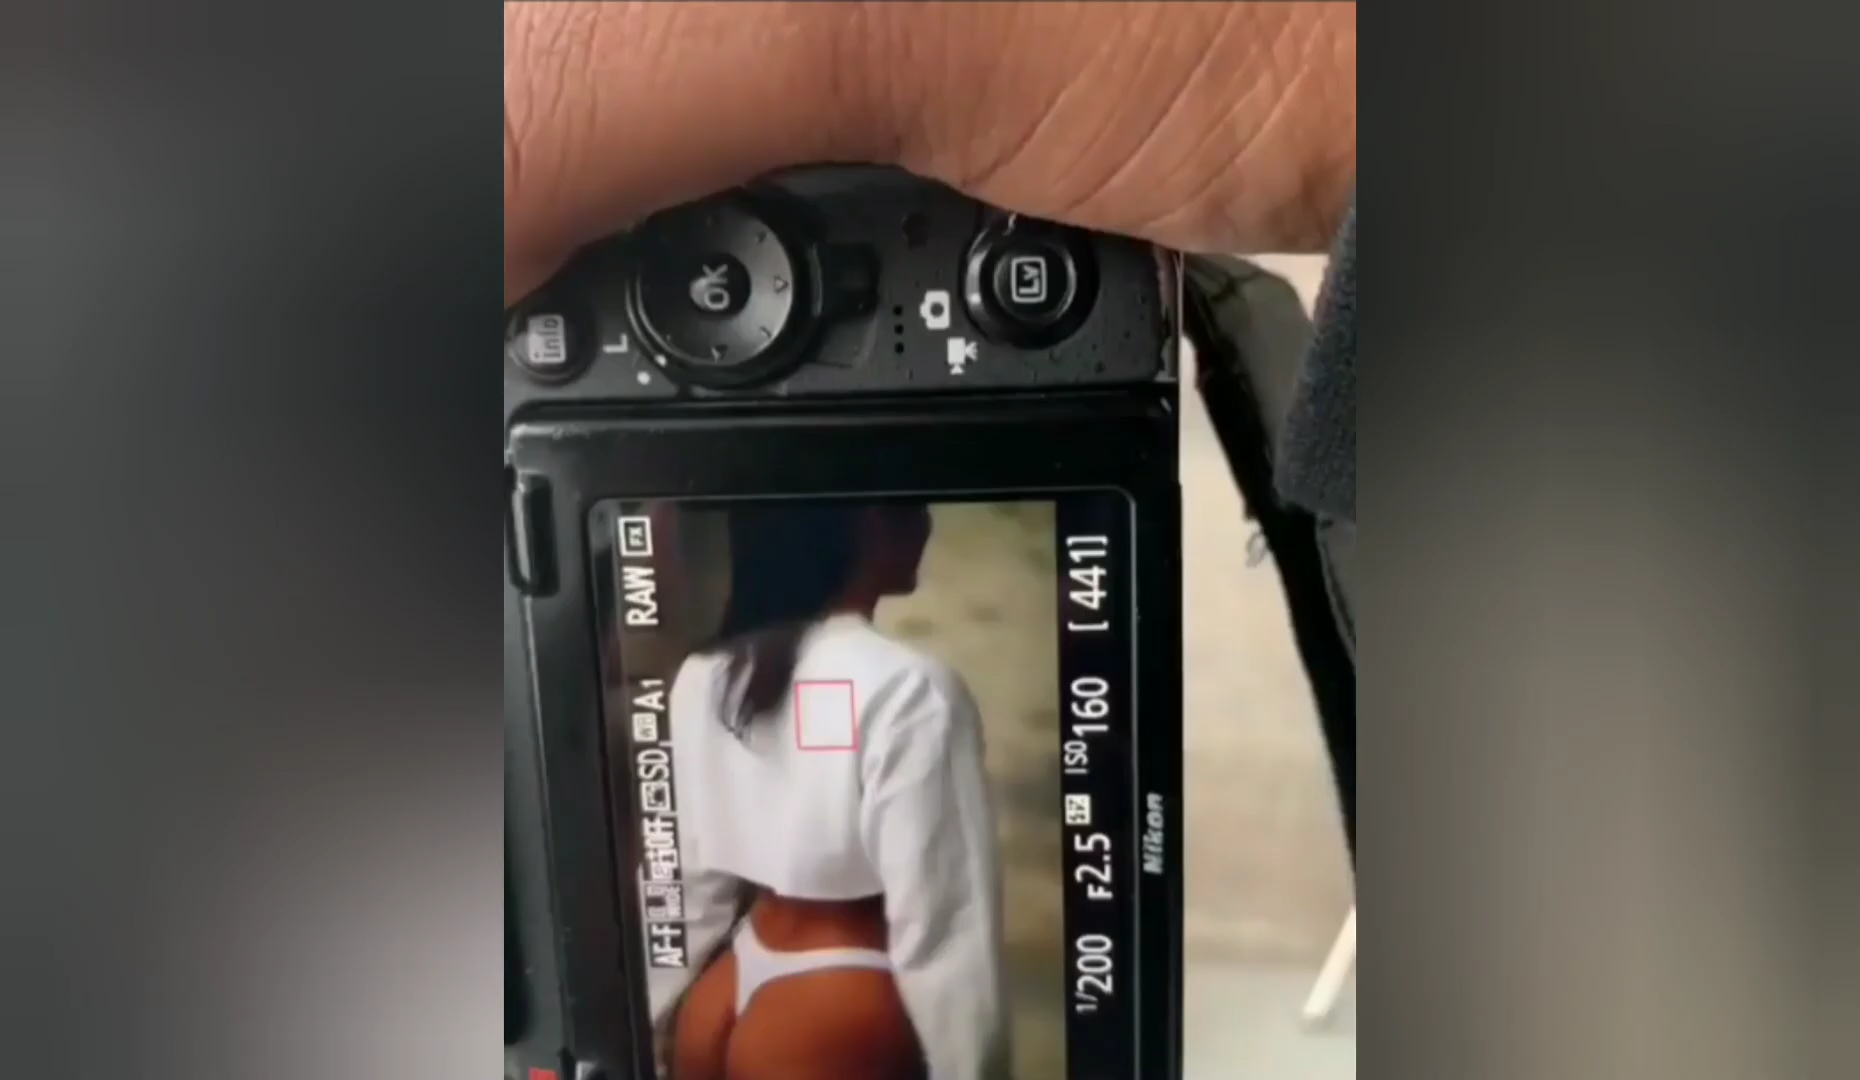 OK
info
L
Lv
RAW FX
AF-F OFF SD A1
1/200 F2.5 ISO 160 [ 441]
Nikon